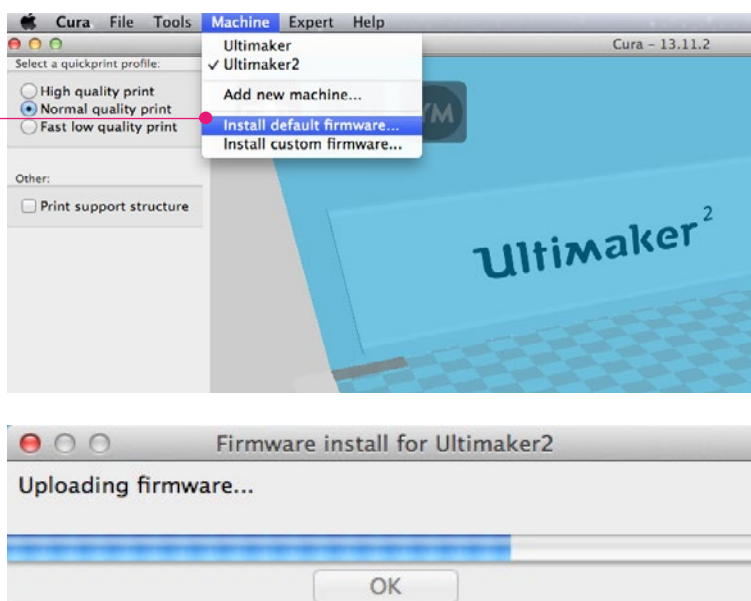 Cura File Tools Machine Expert Help
Cura – 13.11.2
Select a quickprint profile:
High quality print
Normal quality print
Fast low quality print
Other:
Print support structure
Ultimaker
✓ Ultimaker2
Add new machine...
Install default firmware...
Install custom firmware...
YM
Ultimaker²
Firmware install for Ultimaker2
Uploading firmware...
OK